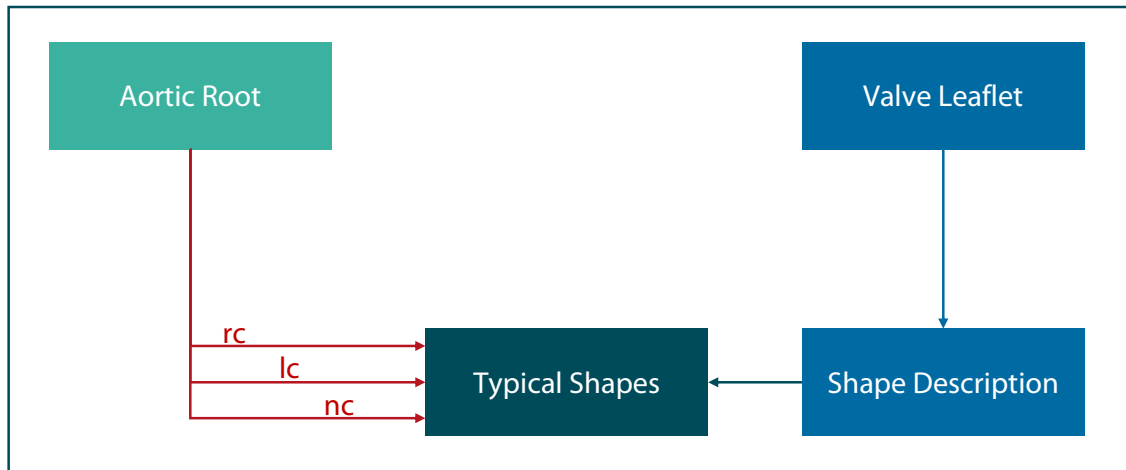 Aortic Root
Valve Leaflet
rc
lc
nc
Typical Shapes
Shape Description